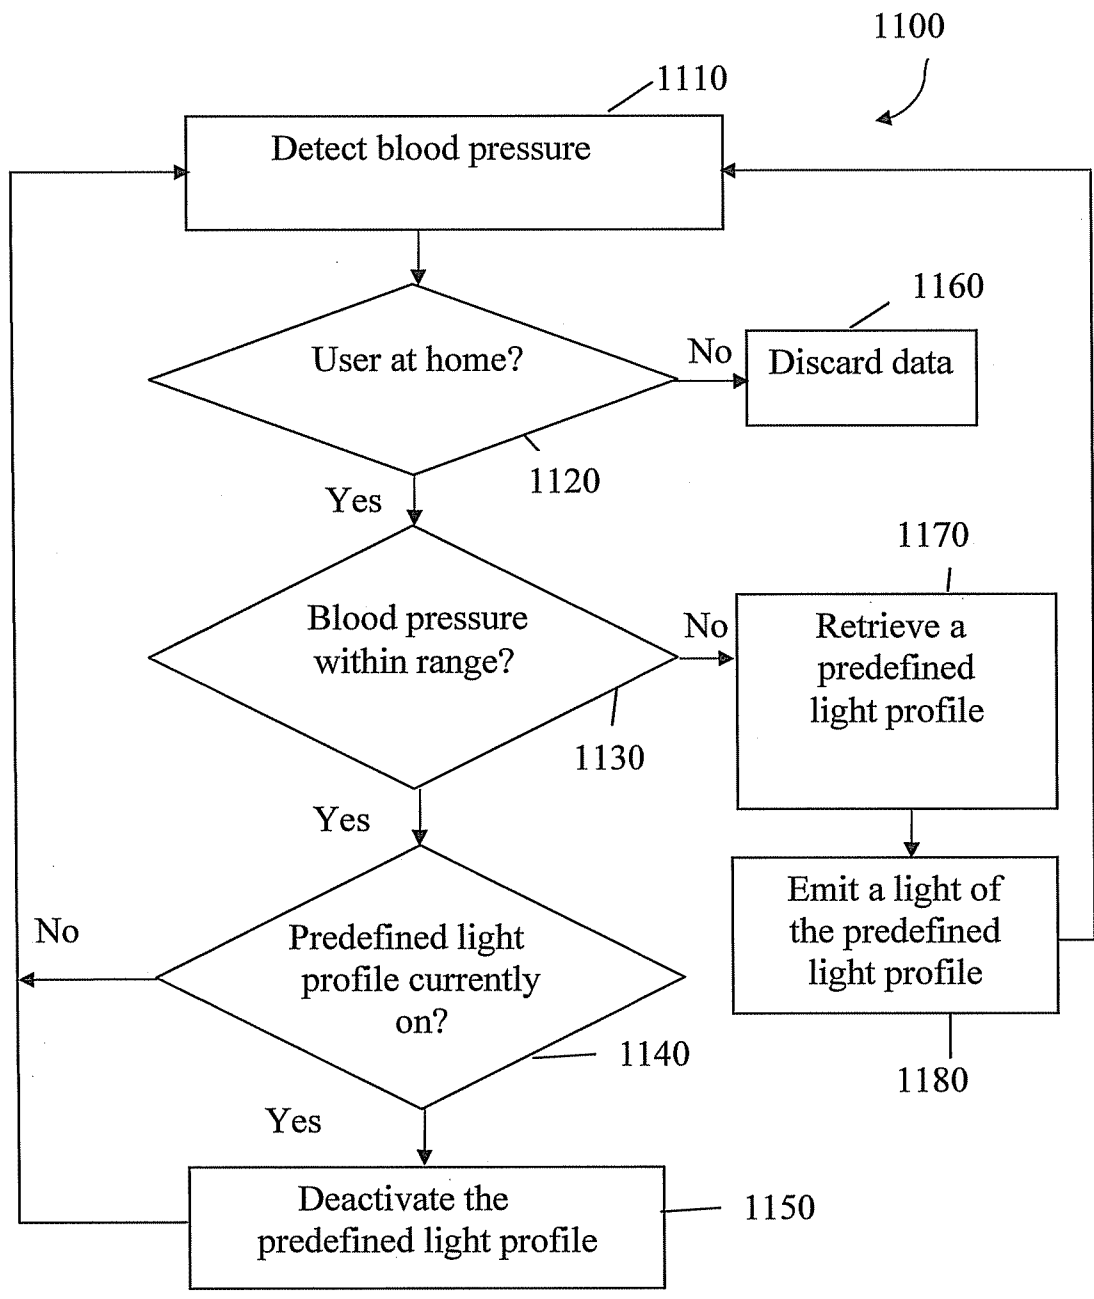 1100
1110
Detect blood pressure
1160
User at home?
No
Discard data
1120
Yes
1170
Blood pressure
within range?
No
Retrieve a
predefined
light profile
1130
Yes
Emit a light of
the predefined
light profile
No
Predefined light
profile currently
on?
1140
1180
Yes
Deactivate the
predefined light profile
1150